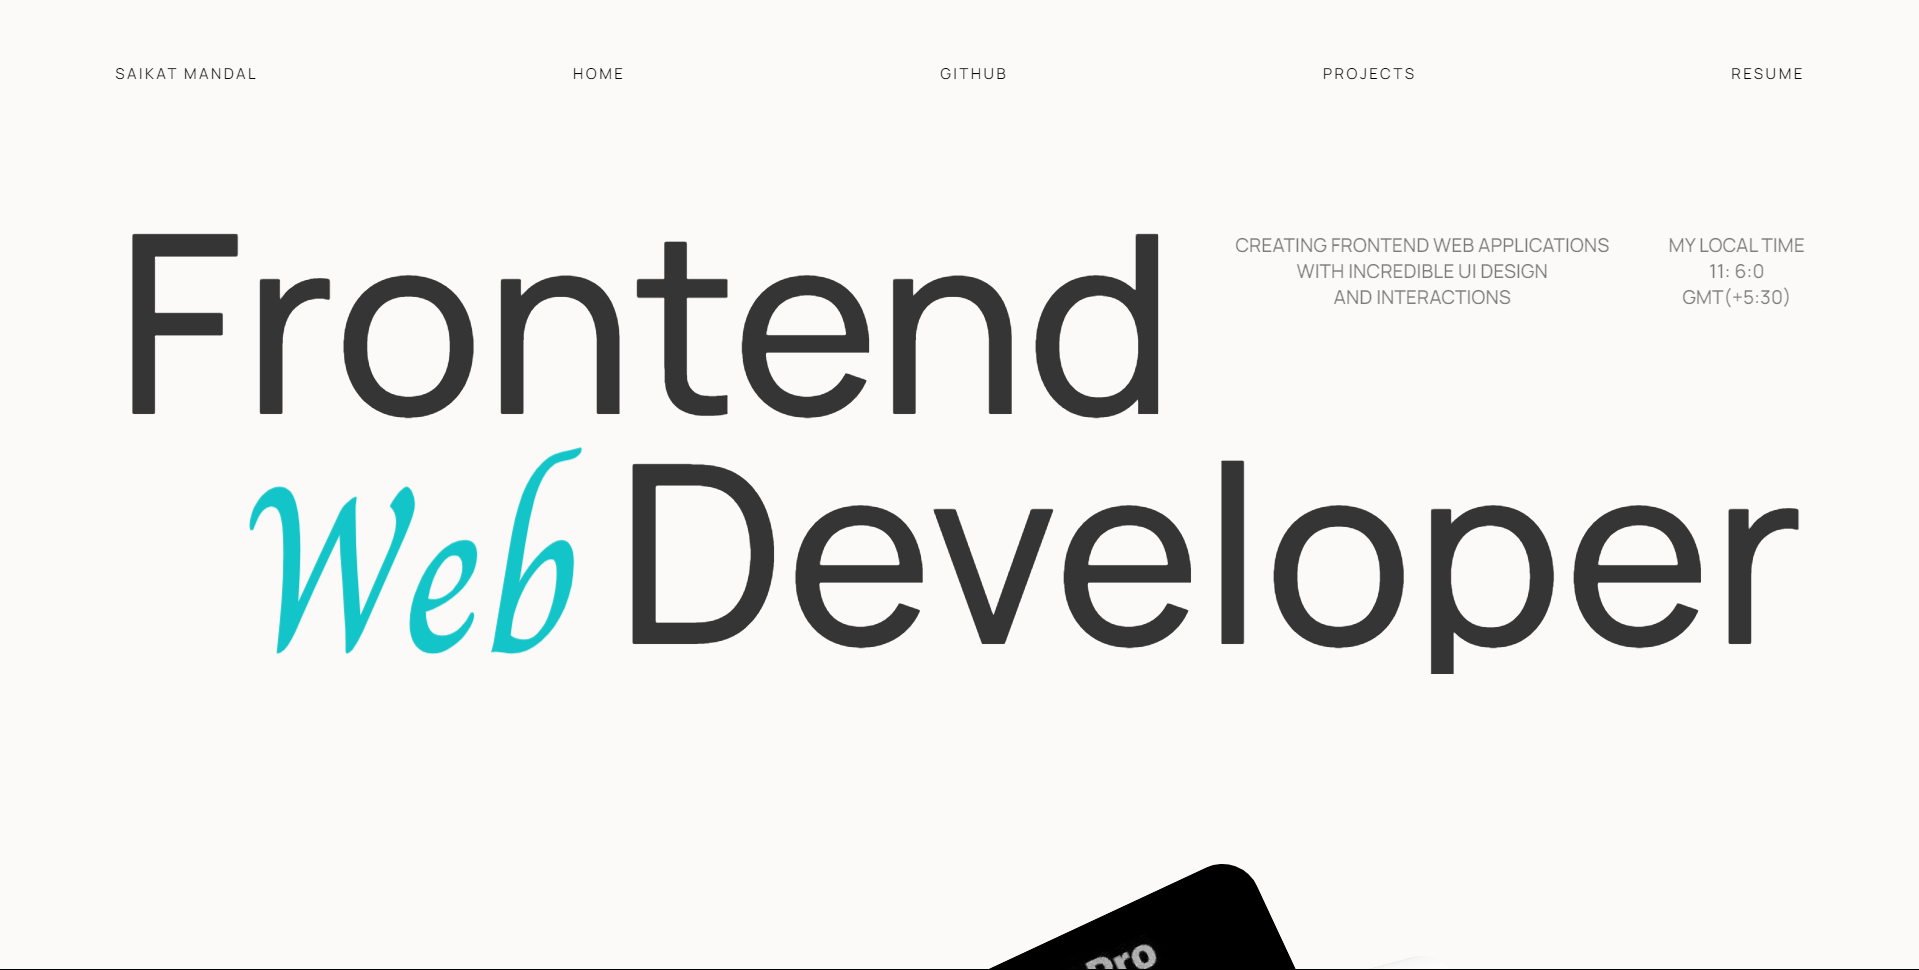 SAIKAT MANDAL
HOME
GITHUB
PROJECTS
RESUME
Frontend
CREATING FRONTEND WEB APPLICATIONS
WITH INCREDIBLE UI DESIGN
AND INTERACTIONS
MY LOCAL TIME
11: 6:0
GMT(+5:30)
Web Developer
Pro